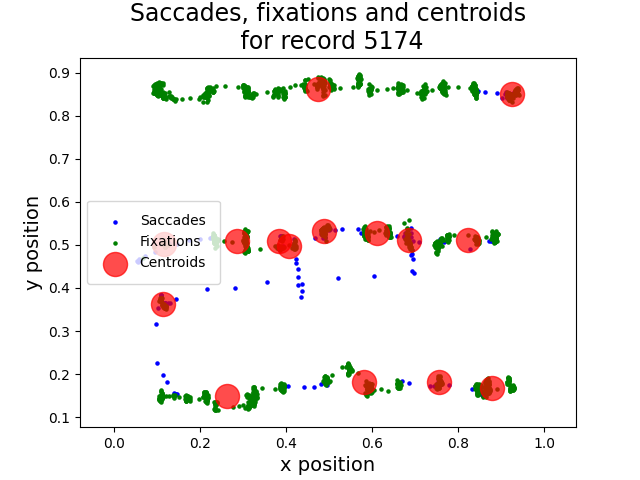 Saccades, fixations and centroids
for record 5174
0.9
0.8
0.7
0.6
0.5
0.4
0.3
0.2
0.1
y position
Saccades
Fixations
Centroids
0.0 0.2 0.4 0.6 0.8 1.0
x position